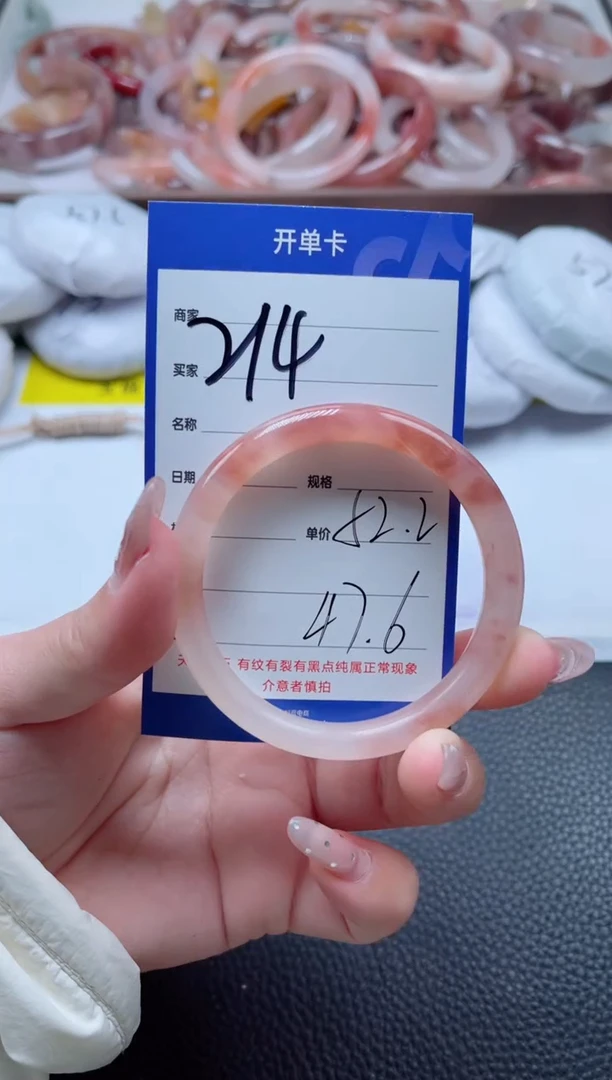 开单卡
商家
214
买家
名称
日期 规格
单价 52.2
47.6
有纹有裂有黑点纯属正常现象
介意者慎拍